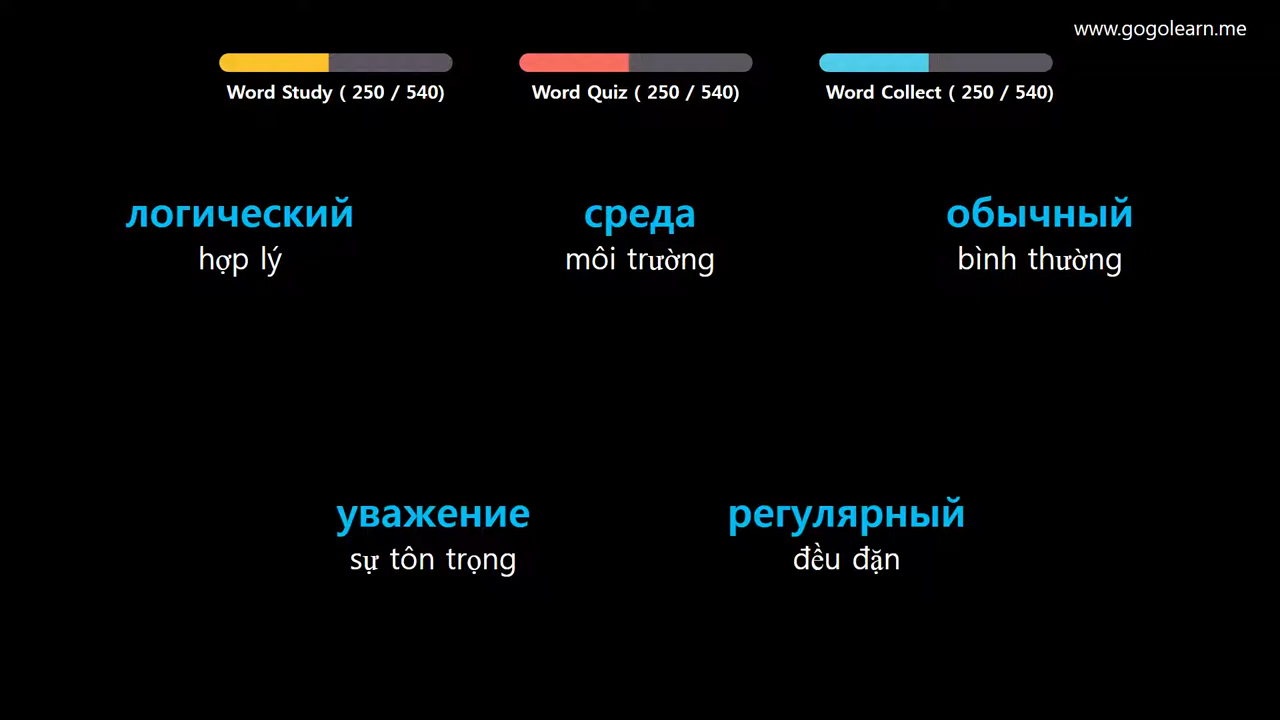 www.gogolearn.me
Word Study ( 250 / 540)
Word Quiz ( 250 / 540)
Word Collect ( 250 / 540)
логический
hợp lý
среда
môi trường
обычный
bình thường
уважение
sự tôn trọng
регулярный
đều đặn